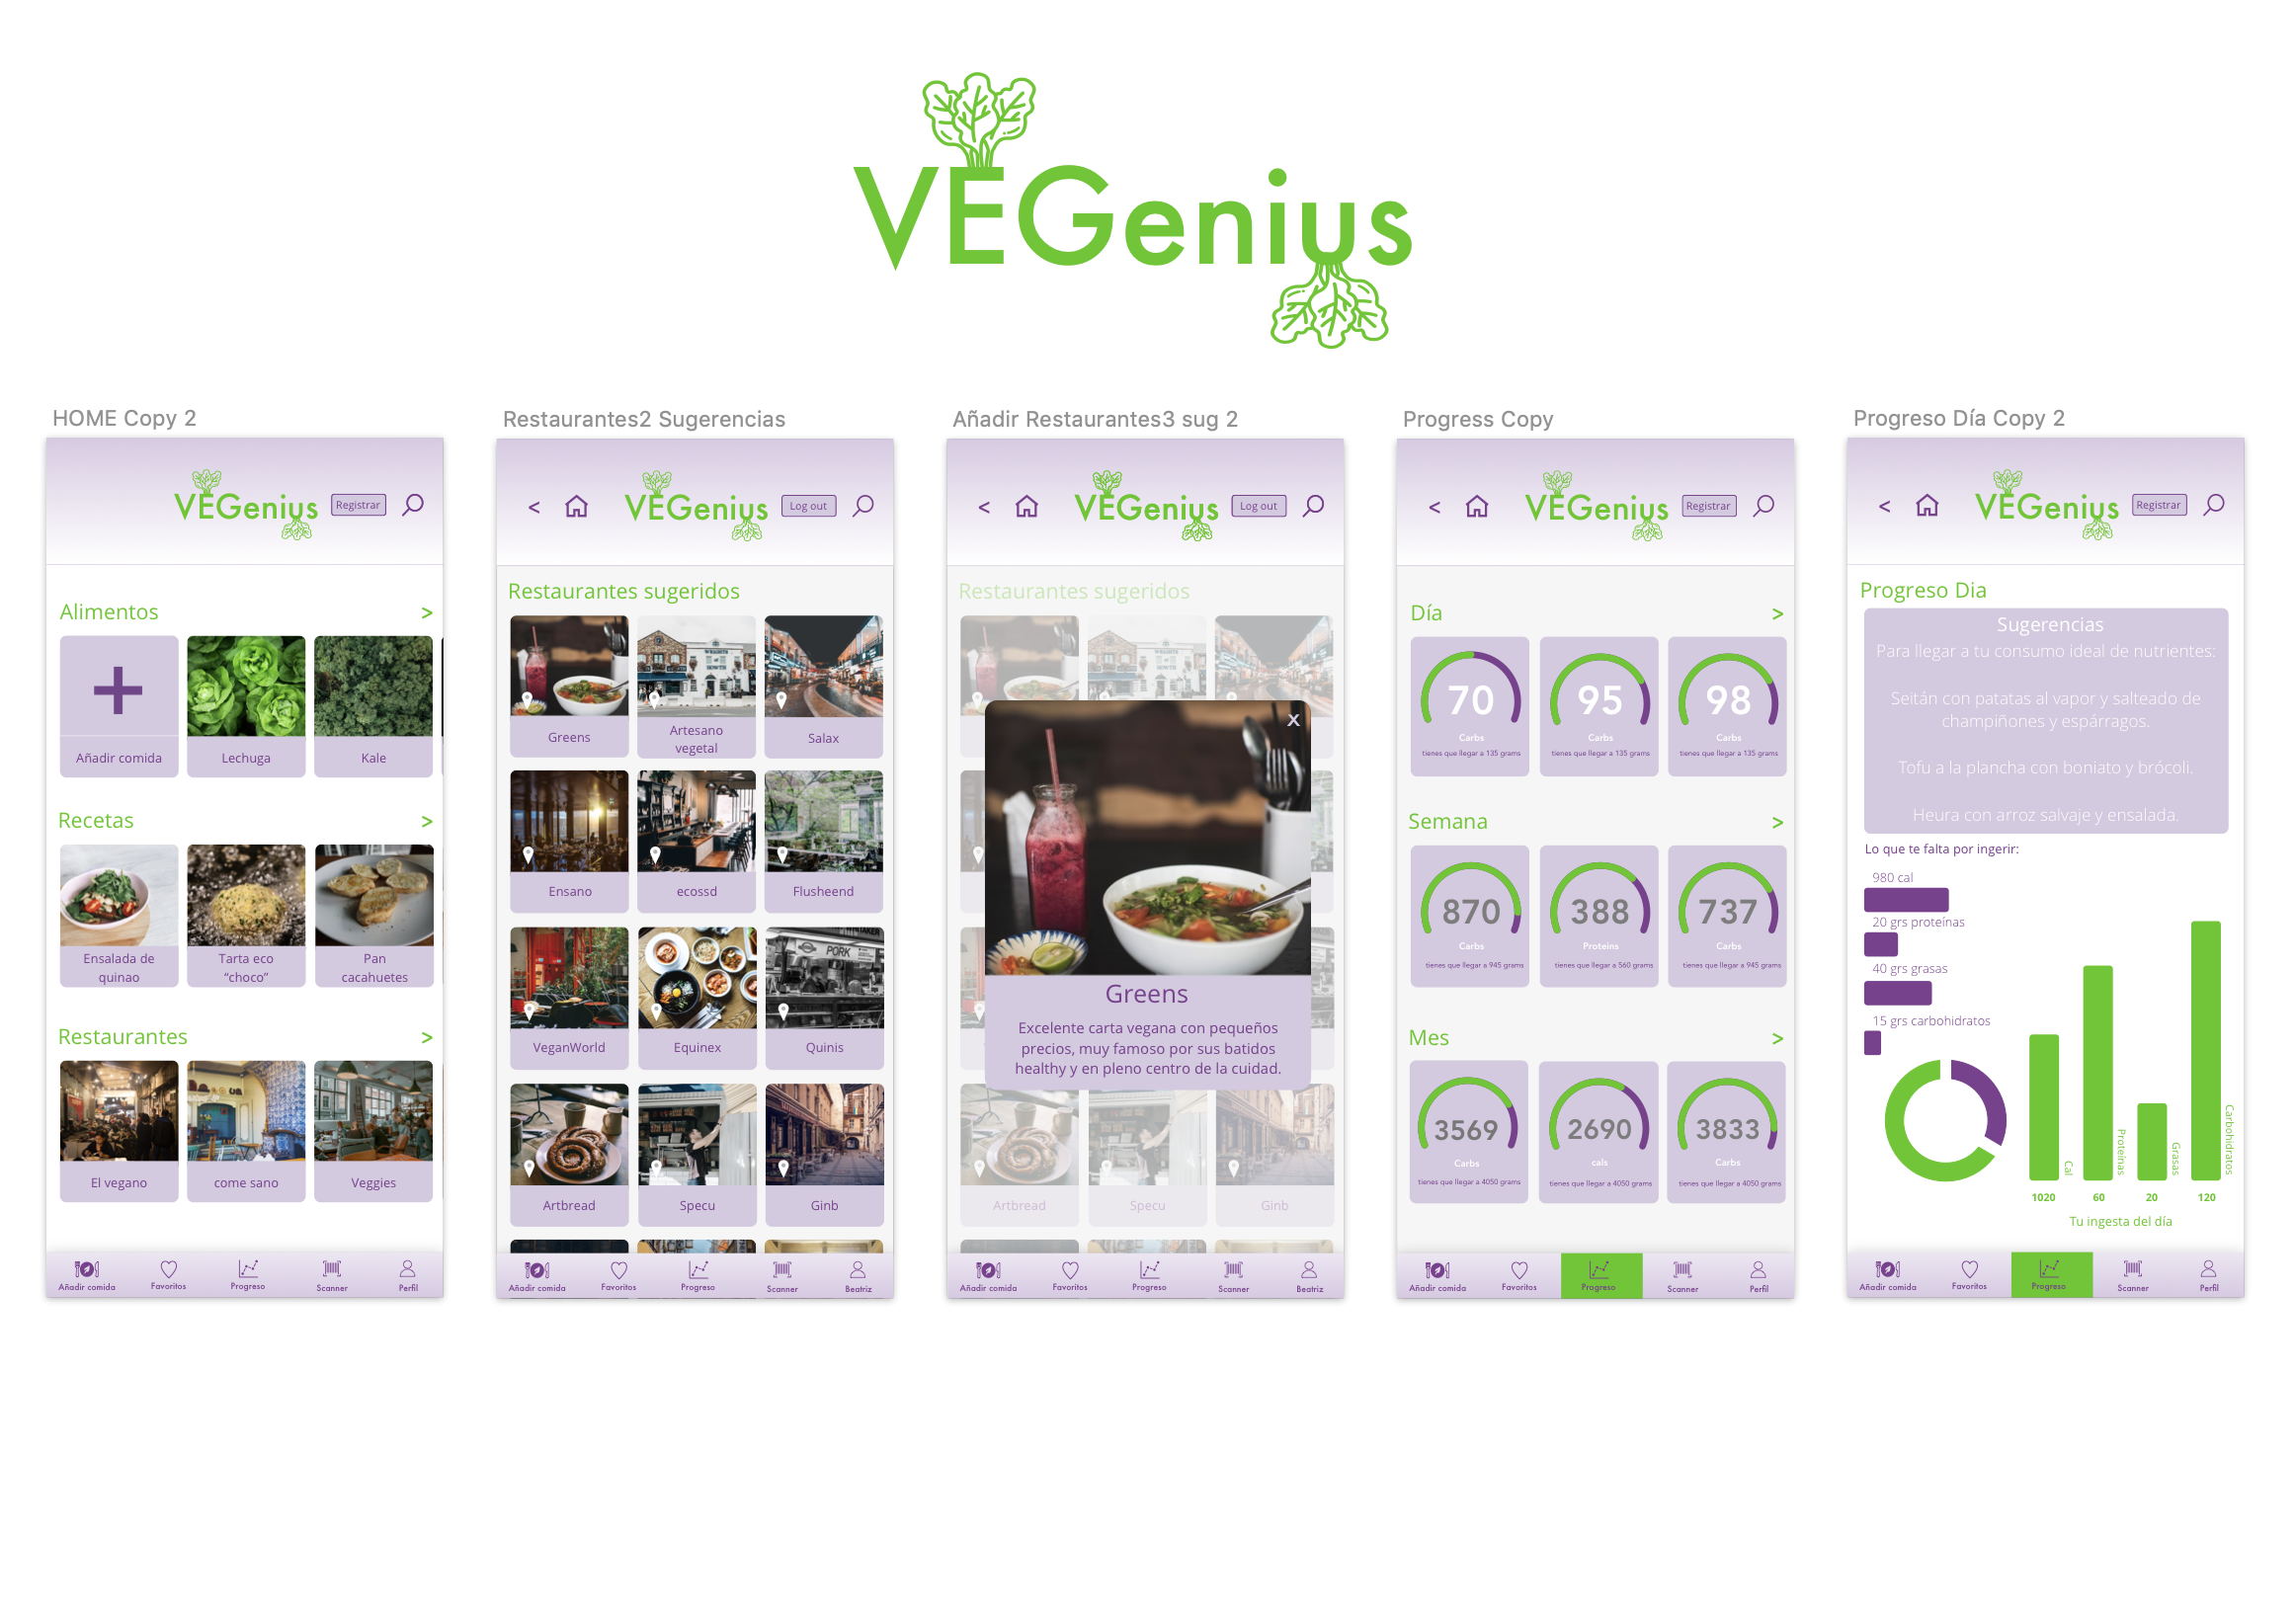 VEGenius
HOME Copy 2
VEGenius
Registrar
Alimentos >
Añadir comida
Lechuga
Kale
Recetas >
Ensalada de
quinao
Tarta eco
“choco”
Pan
cacahuetes
Restaurantes >
El vegano
come sano
Veggies
Añadir comida
Favoritos
Progreso
Scanner
Perfil
Restaurantes2 Sugerencias
<
VEGenius
Log out
Restaurantes sugeridos
Greens
Artesano
vegetal
Salax
Ensano
ecossd
Flusheend
VeganWorld
Equinex
PORK
Quinis
Artbread
Specu
Ginb
Añadir comida
Favoritos
Progreso
Scanner
Beatriz
Añadir Restaurantes3 sug 2
<
VEGenius
Log out
Restaurantes sugeridos
x
Greens
Excelente carta vegana con pequeños
precios, muy famoso por sus batidos
healthy y en pleno centro de la cuidad.
Artbread
Specu
Ginb
Añadir comida
Favoritos
Progreso
Scanner
Beatriz
Progress Copy
<
VEGenius
Registrar
Día >
70
Carbs
tienes que llegar a 135 grams
95
Carbs
tienes que llegar a 135 grams
98
Carbs
tienes que llegar a 135 grams
Semana >
870
Carbs
tienes que llegar a 945 grams
388
Proteins
tienes que llegar a 560 grams
737
Carbs
tienes que llegar a 945 grams
Mes >
3569
Carbs
tienes que llegar a 4050 grams
2690
cals
tienes que llegar a 4050 grams
3833
Carbs
tienes que llegar a 4050 grams
Añadir comida
Favoritos
Progreso
Scanner
Perfil
Progreso Día Copy 2
<
VEGenius
Registrar
Progreso Dia
Sugerencias
Para llegar a tu consumo ideal de nutrientes:
Seitán con patatas al vapor y salteado de
champiñones y espárragos.
Tofu a la plancha con boniato y brócoli.
Heura con arroz salvaje y ensalada.
Lo que te falta por ingerir:
980 cal
20 grs proteínas
40 grs grasas
15 grs carbohidratos
Cal
Proteínas
Grasas
Carbohidratos
1020
60
20
120
Tu ingesta del día
Añadir comida
Favoritos
Progreso
Scanner
Perfil